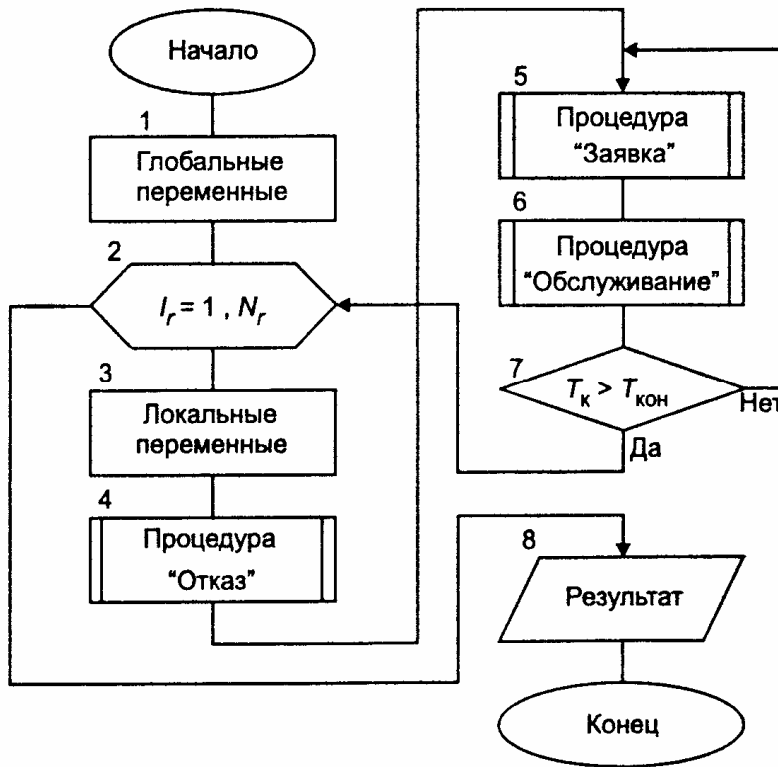 Начало
1
Глобальные
переменные
2
I_r = 1 , N_r
3
Локальные
переменные
4
Процедура
“Отказ”
5
Процедура
“Заявка”
6
Процедура
“Обслуживание”
7
T_к > T_кон
Нет
Да
8
Результат
Конец